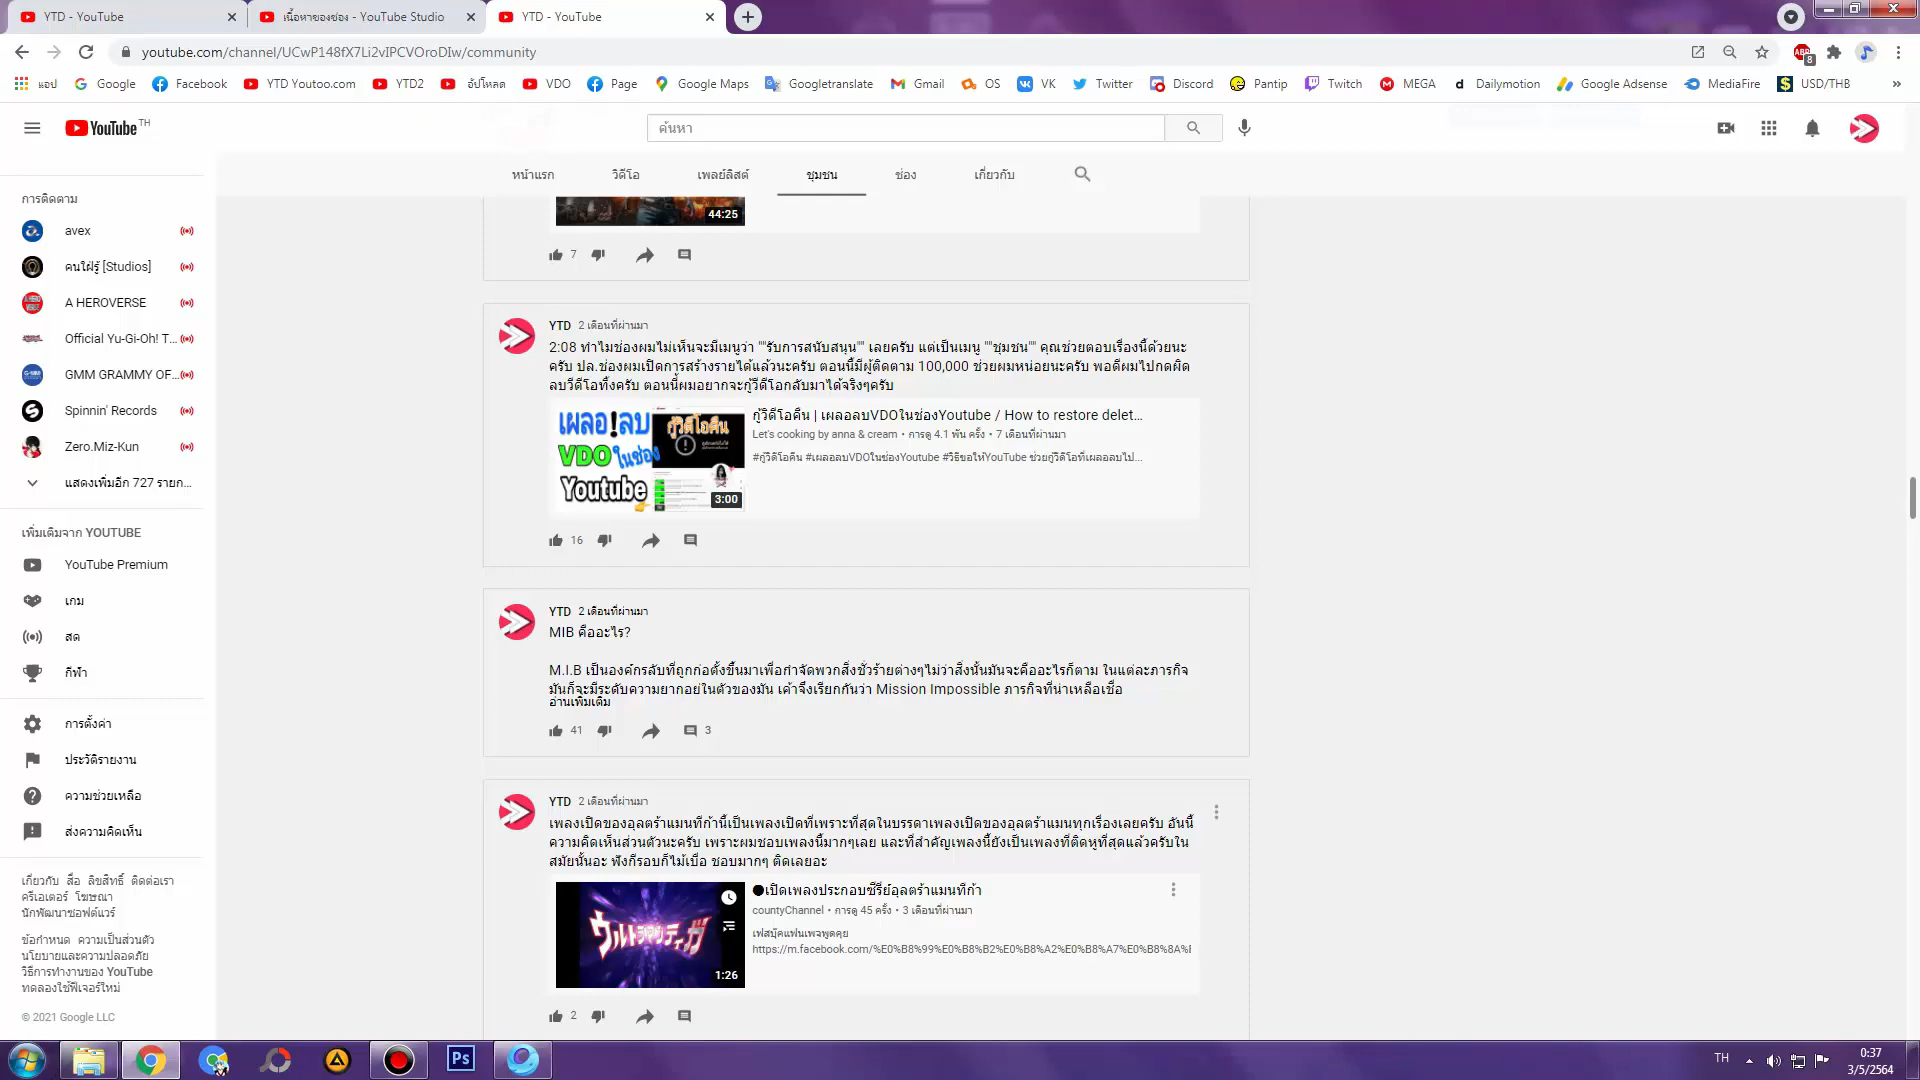 YTD - YouTube
เนื้อหาของช่อง - YouTube Studio
YTD - YouTube
youtube.com/channel/UCwP148fX7Li2vIPCVOroDIw/community
8
แอป
Google
Facebook
YTD Youtoo.com
YTD2
อัปโหลด
VDO
Page
Google Maps
Googletranslate
Gmail
OS
VK
Twitter
Discord
Pantip
Twitch
MEGA
Dailymotion
Google Adsense
MediaFire
USD/THB
YouTube TH
ค้นหา
หน้าแรก
วิดีโอ
เพลย์ลิสต์
ชุมชน
ช่อง
เกี่ยวกับ
การติดตาม
avex
คนใฝ่รู้ [Studios]
A HEROVERSE
Official Yu-Gi-Oh! T...
GMM GRAMMY OF...
Spinnin' Records
Zero.Miz-Kun
แสดงเพิ่มอีก 727 รายก...
เพิ่มเติมจาก YOUTUBE
YouTube Premium
เกม
สด
กีฬา
การตั้งค่า
ประวัติรายงาน
ความช่วยเหลือ
ส่งความคิดเห็น
เกี่ยวกับ สื่อ ลิขสิทธิ์ ติดต่อเรา
ครีเอเตอร์ โฆษณา
นักพัฒนาซอฟต์แวร์
ข้อกำหนด ความเป็นส่วนตัว
นโยบายและความปลอดภัย
วิธีการทำงานของ YouTube
ทดลองใช้ฟีเจอร์ใหม่
© 2021 Google LLC
44:25
7
YTD 2 เดือนที่ผ่านมา
2:08 ทำไมช่องผมไม่เห็นจะมีเมนูว่า ""รับการสนับสนุน"" เลยครับ แต่เป็นเมนู ""ชุมชน"" คุณช่วยตอบเรื่องนี้ด้วยนะ
ครับ ปล.ช่องผมเปิดการสร้างรายได้แล้วนะครับ ตอนนี้มีผู้ติดตาม 100,000 ช่วยผมหน่อยนะครับ พอดีผมไปกดผิด
ลบวีดีโอทิ้งครับ ตอนนี้ผมอยากจะกู้วีดีโอกลับมาได้จริงๆครับ
เผลอ!ลบ
VDO ในช่อง
Youtube
กู้วิดีโอคืน
3:00
กู้วิดีโอคืน | เผลอลบVDOในช่องYoutube / How to restore delet...
Let's cooking by anna & cream • การดู 4.1 พัน ครั้ง • 7 เดือนที่ผ่านมา
#กู้วิดีโอคืน #เผลอลบVDOในช่องYoutube #วิธีขอให้YouTube ช่วยกู้วิดีโอที่เผลอลบไป...
16
YTD 2 เดือนที่ผ่านมา
MIB คืออะไร?
M.I.B เป็นองค์กรลับที่ถูกก่อตั้งขึ้นมาเพื่อกำจัดพวกสิ่งชั่วร้ายต่างๆไม่ว่าสิ่งนั้นมันจะคืออะไรก็ตาม ในแต่ละภารกิจ
มันก็จะมีระดับความยากอยู่ในตัวของมัน เค้าจึงเรียกกันว่า Mission Impossible ภารกิจที่น่าเหลือเชื่อ
อ่านเพิ่มเติม
41
3
YTD 2 เดือนที่ผ่านมา
เพลงเปิดของอุลตร้าแมนทีก้านี้เป็นเพลงเปิดที่เพราะที่สุดในบรรดาเพลงเปิดของอุลตร้าแมนทุกเรื่องเลยครับ อันนี้
ความคิดเห็นส่วนตัวนะครับ เพราะผมชอบเพลงนี้มากๆเลย และที่สำคัญเพลงนี้ยังเป็นเพลงที่ติดหูที่สุดแล้วครับใน
สมัยนั้นอะ ฟังกี่รอบก็ไม่เบื่อ ชอบมากๆ ติดเลยอะ
ウルトラマンティガ
1:26
●เปิดเพลงประกอบซีรีย์อุลตร้าแมนทีก้า
countyChannel • การดู 45 ครั้ง • 3 เดือนที่ผ่านมา
เฟสบุ๊คแฟนเพจพูดคุย
https://m.facebook.com/%E0%B8%99%E0%B8%B2%E0%B8%A2%E0%B8%A7%E0%B8%8A%E0%B8%A
2
Ps
TH
0:37
3/5/2564